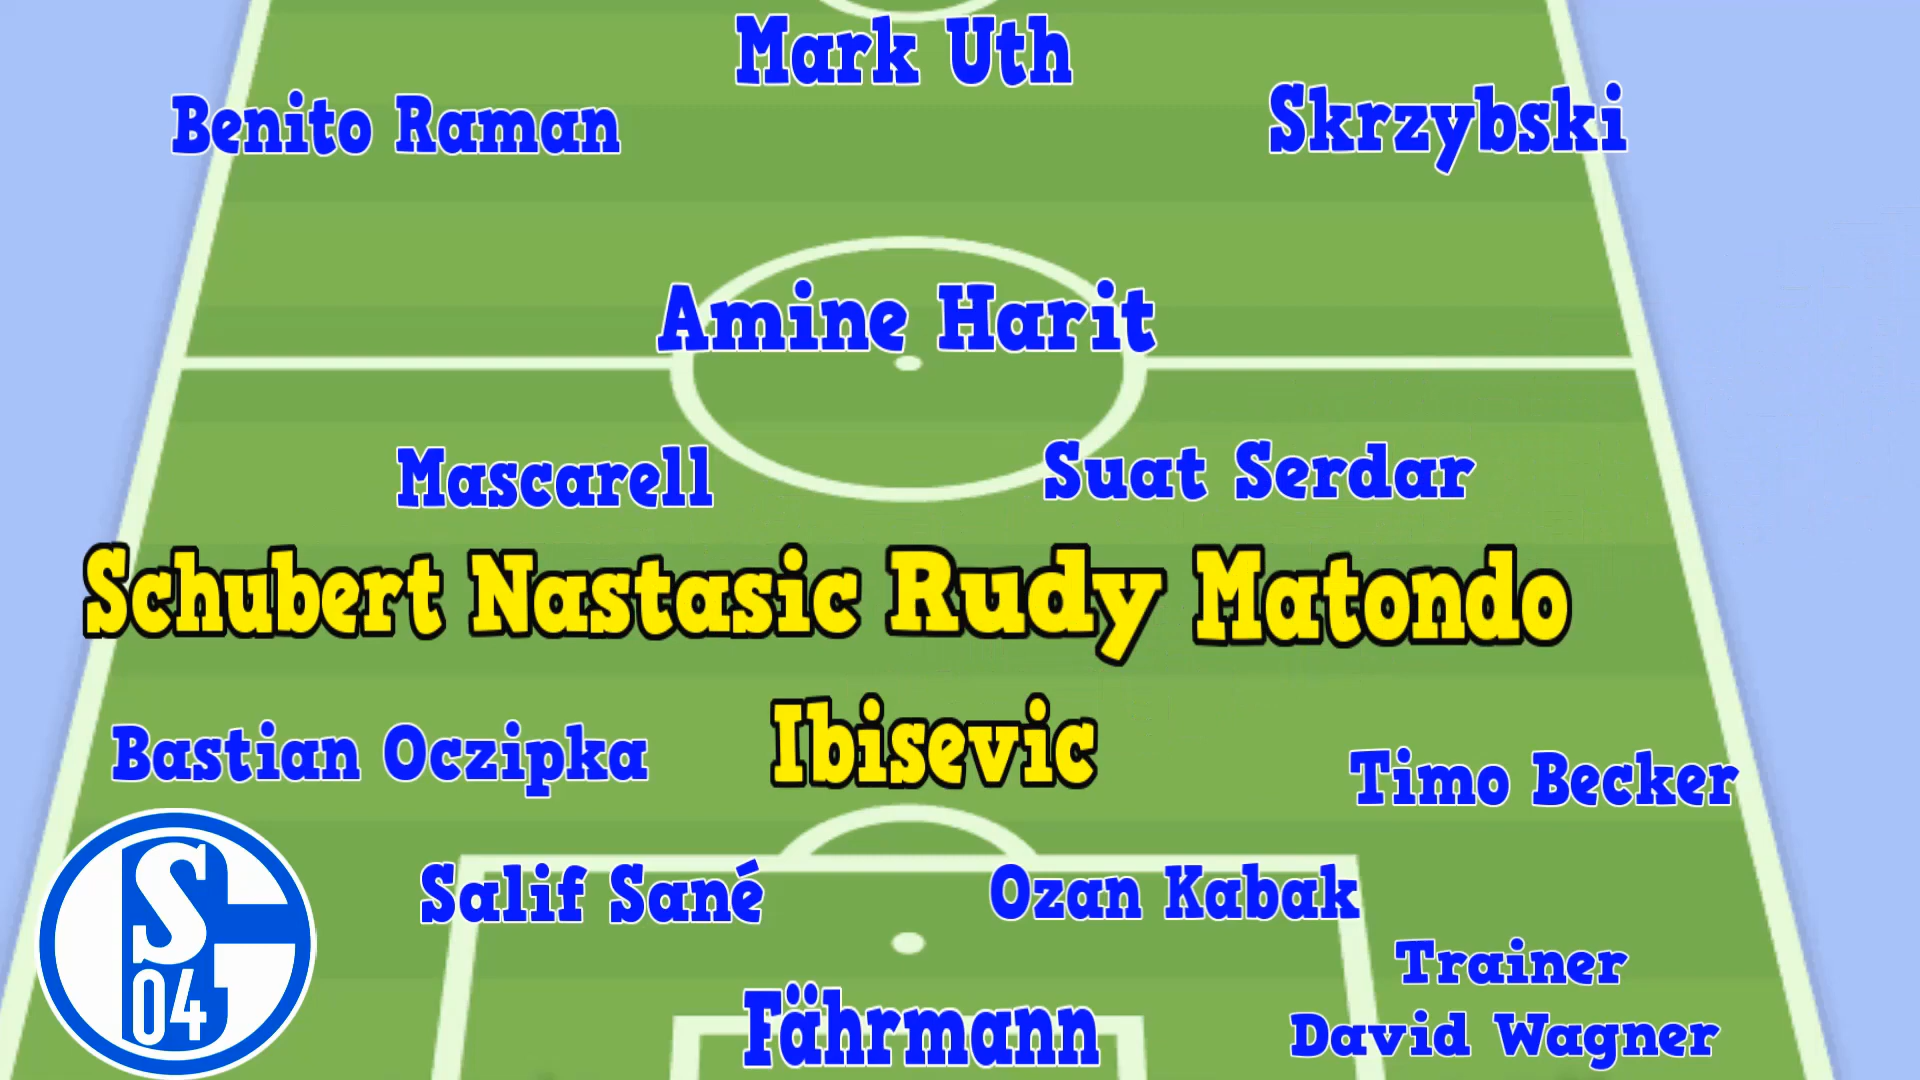 Mark Uth
Benito Raman
Skrzybski
Amine Harit
Mascarell
Suat Serdar
Schubert Nastasic Rudy Matondo
Ibisevic
Bastian Oczipka
Timo Becker
Salif Sané
Ozan Kabak
Trainer
David Wagner
Fährmann
S
04